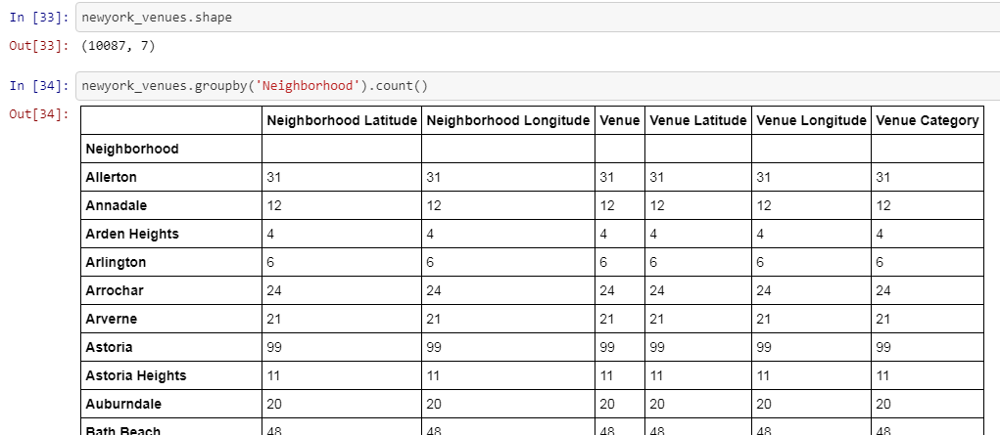 In [33]: newyork_venues.shape
Out[33]: (10087, 7)
In [34]: newyork_venues.groupby('Neighborhood').count()
Out[34]:
Neighborhood Latitude Neighborhood Longitude Venue Venue Latitude Venue Longitude Venue Category
Neighborhood
Allerton 31 31 31 31 31 31
Annadale 12 12 12 12 12 12
Arden Heights 4 4 4 4 4 4
Arlington 6 6 6 6 6 6
Arrochar 24 24 24 24 24 24
Arverne 21 21 21 21 21 21
Astoria 99 99 99 99 99 99
Astoria Heights 11 11 11 11 11 11
Auburndale 20 20 20 20 20 20
Bath Beach 48 48 48 48 48 48